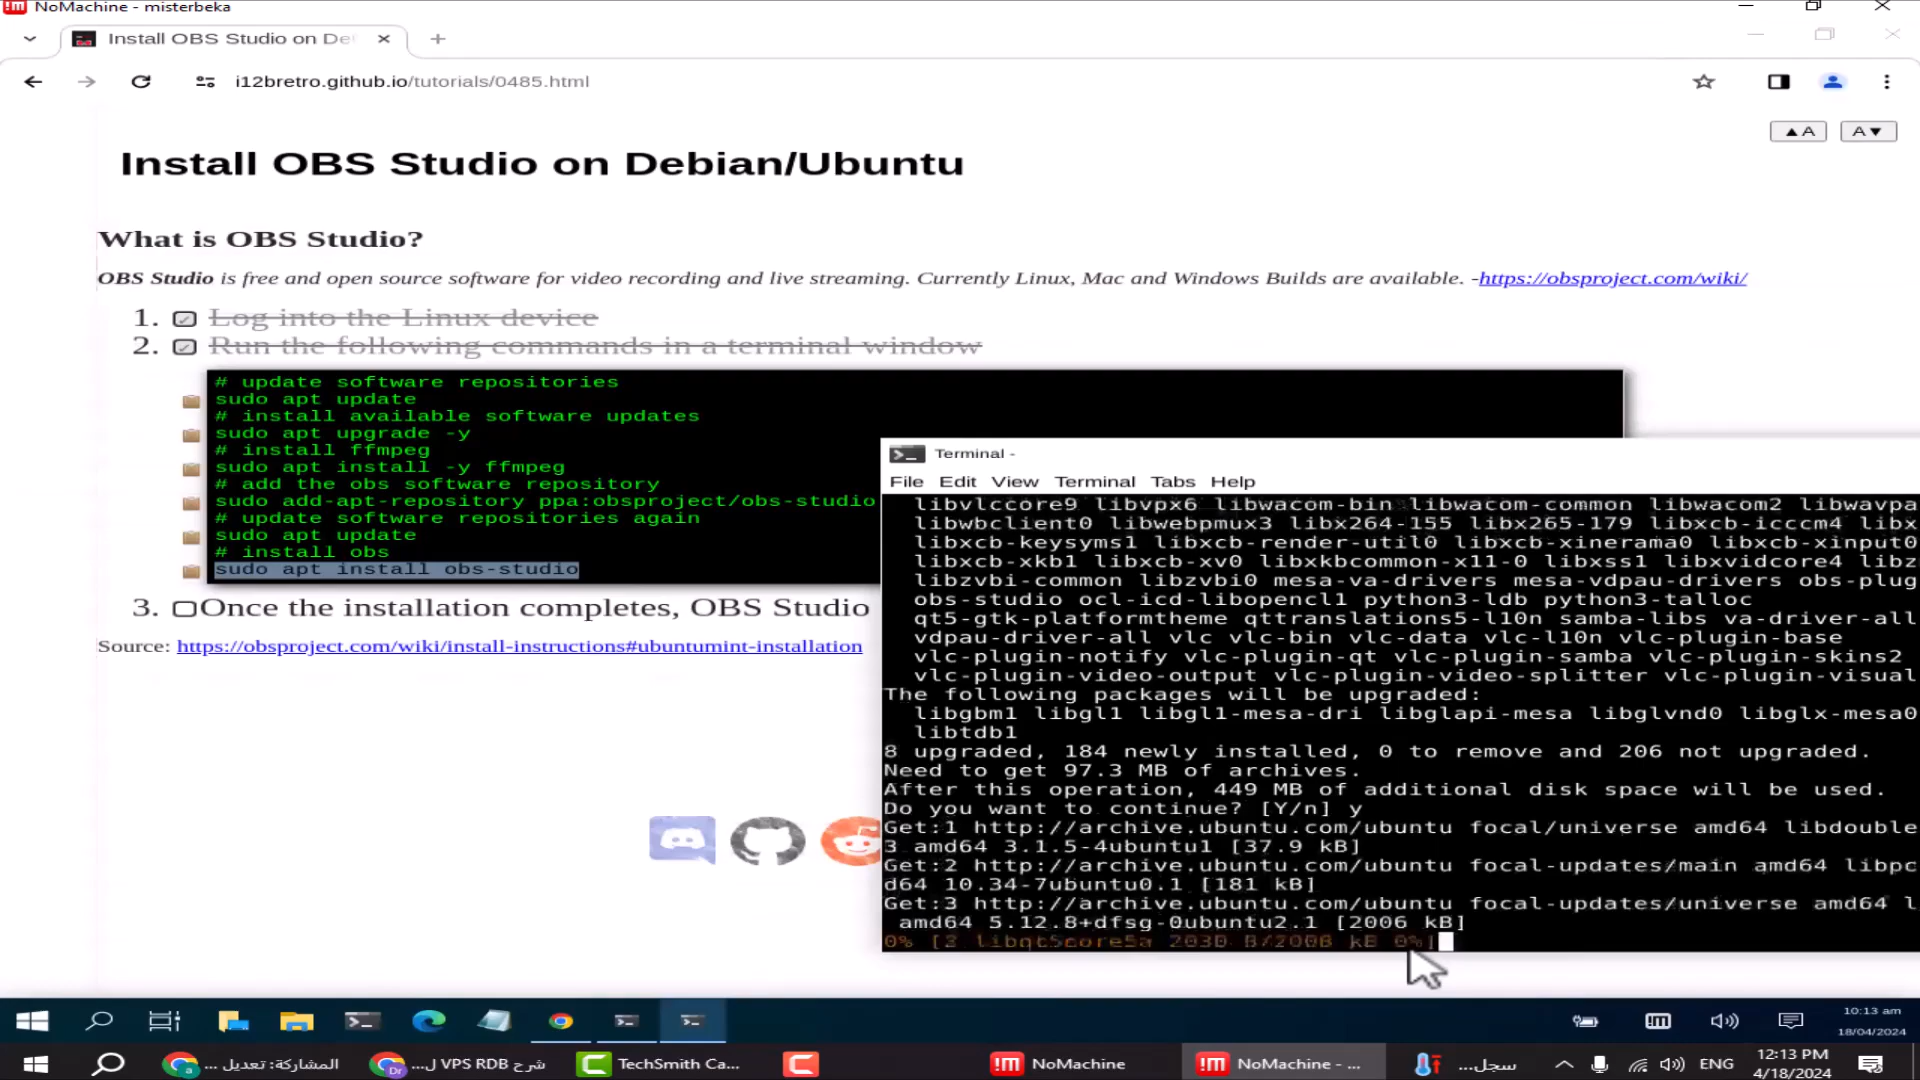 NoMachine - misterbeka
Install OBS Studio on De
i12bretro.github.io/tutorials/0485.html
▲A A▼
Install OBS Studio on Debian/Ubuntu
What is OBS Studio?
OBS Studio is free and open source software for video recording and live streaming. Currently Linux, Mac and Windows Builds are available. -https://obsproject.com/wiki/
1. Log into the Linux device
2. Run the following commands in a terminal window
# update software repositories
sudo apt update
# install available software updates
sudo apt upgrade -y
# install ffmpeg
sudo apt install -y ffmpeg
# add the obs software repository
sudo add-apt-repository ppa:obsproject/obs-studio
# update software repositories again
sudo apt update
# install obs
sudo apt install obs-studio
3. Once the installation completes, OBS Studio
Source: https://obsproject.com/wiki/install-instructions#ubuntumint-installation
Terminal -
File Edit View Terminal Tabs Help
libvlccore9 libvpx6 libwacom-bin libwacom-common libwacom2 libwavpa
libwbclient0 libwebpmux3 libx264-155 libx265-179 libxcb-icccm4 libx
libxcb-keysyms1 libxcb-render-util0 libxcb-xinerama0 libxcb-xinput0
libxcb-xkb1 libxcb-xv0 libxkbcommon-x11-0 libxss1 libxvidcore4 libz
libzvbi-common libzvbi0 mesa-va-drivers mesa-vdpau-drivers obs-plug
obs-studio ocl-icd-libopencl1 python3-ldb python3-talloc
qt5-gtk-platformtheme qttranslations5-l10n samba-libs va-driver-all
vdpau-driver-all vlc vlc-bin vlc-data vlc-l10n vlc-plugin-base
vlc-plugin-notify vlc-plugin-qt vlc-plugin-samba vlc-plugin-skins2
vlc-plugin-video-output vlc-plugin-video-splitter vlc-plugin-visual
The following packages will be upgraded:
libgbm1 libgl1 libgl1-mesa-dri libglapi-mesa libglvnd0 libglx-mesa0
libtdb1
8 upgraded, 184 newly installed, 0 to remove and 206 not upgraded.
Need to get 97.3 MB of archives.
After this operation, 449 MB of additional disk space will be used.
Do you want to continue? [Y/n] y
Get:1 http://archive.ubuntu.com/ubuntu focal/universe amd64 libdouble
3 amd64 3.1.5-4ubuntu1 [37.9 kB]
Get:2 http://archive.ubuntu.com/ubuntu focal-updates/main amd64 libpc
d64 10.34-7ubuntu0.1 [181 kB]
Get:3 http://archive.ubuntu.com/ubuntu focal-updates/universe amd64 l
amd64 5.12.8+dfsg-0ubuntu2.1 [2006 kB]
0% [3 libqt5core5a 2030 B/2006 kB 0%]
10:13 am
18/04/2024
المشاركة: تعديل ...
شرح VPS RDB ل...
TechSmith Ca...
NoMachine
NoMachine - ...
سجل...
ENG
12:13 PM
4/18/2024